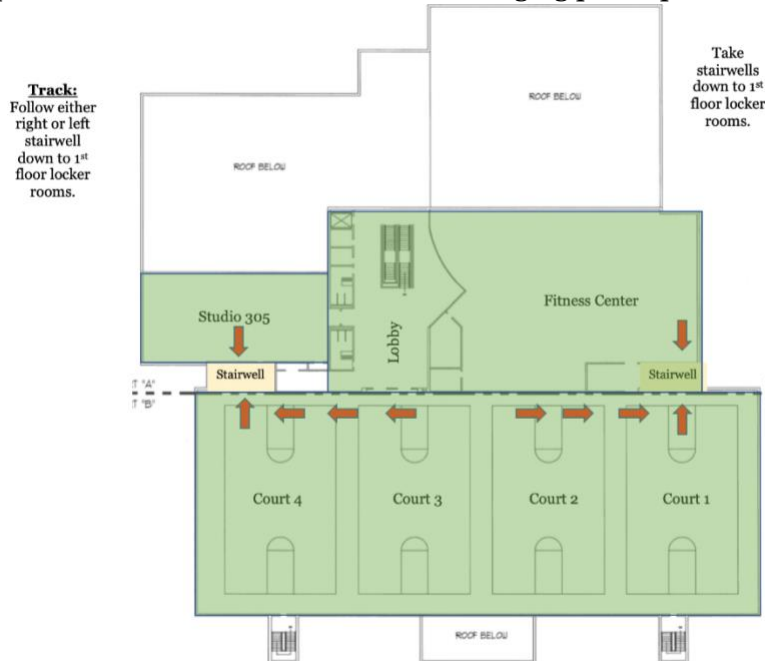 Track:
Follow either
right or left
stairwell
down to 1st
floor locker
rooms.
Take
stairwells
down to 1st
floor locker
rooms.
ROOF BELOW
ROOF BELOW
Studio 305
Lobby
Fitness Center
Stairwell
Stairwell
"A"
"B"
Court 4
Court 3
Court 2
Court 1
ROOF BELOW